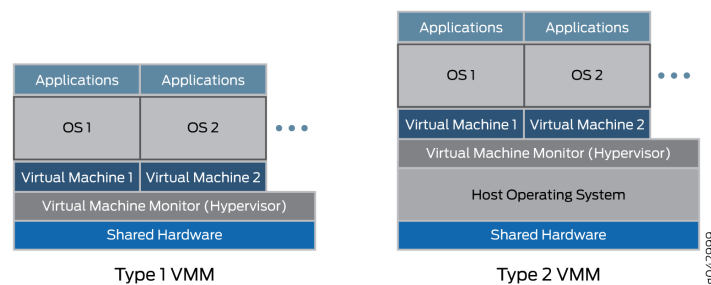 Applications Applications
OS 1 OS 2
Virtual Machine 1 Virtual Machine 2
Virtual Machine Monitor (Hypervisor)
Shared Hardware
Type 1 VMM
Applications Applications
OS 1 OS 2
Virtual Machine 1 Virtual Machine 2
Virtual Machine Monitor (Hypervisor)
Host Operating System
Shared Hardware
Type 2 VMM
g042999